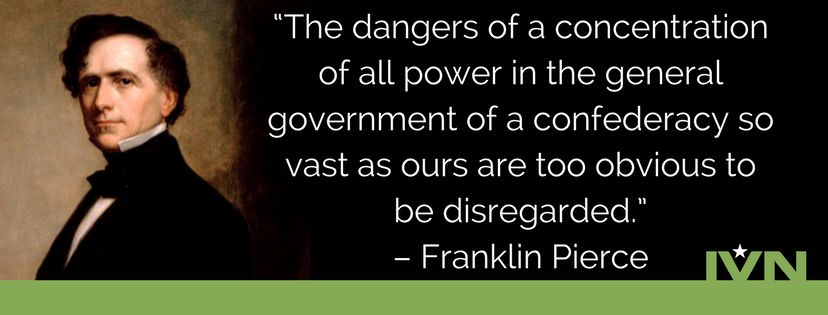 “The dangers of a concentration
of all power in the general
government of a confederacy so
vast as ours are too obvious to
be disregarded.”
– Franklin Pierce
IVN